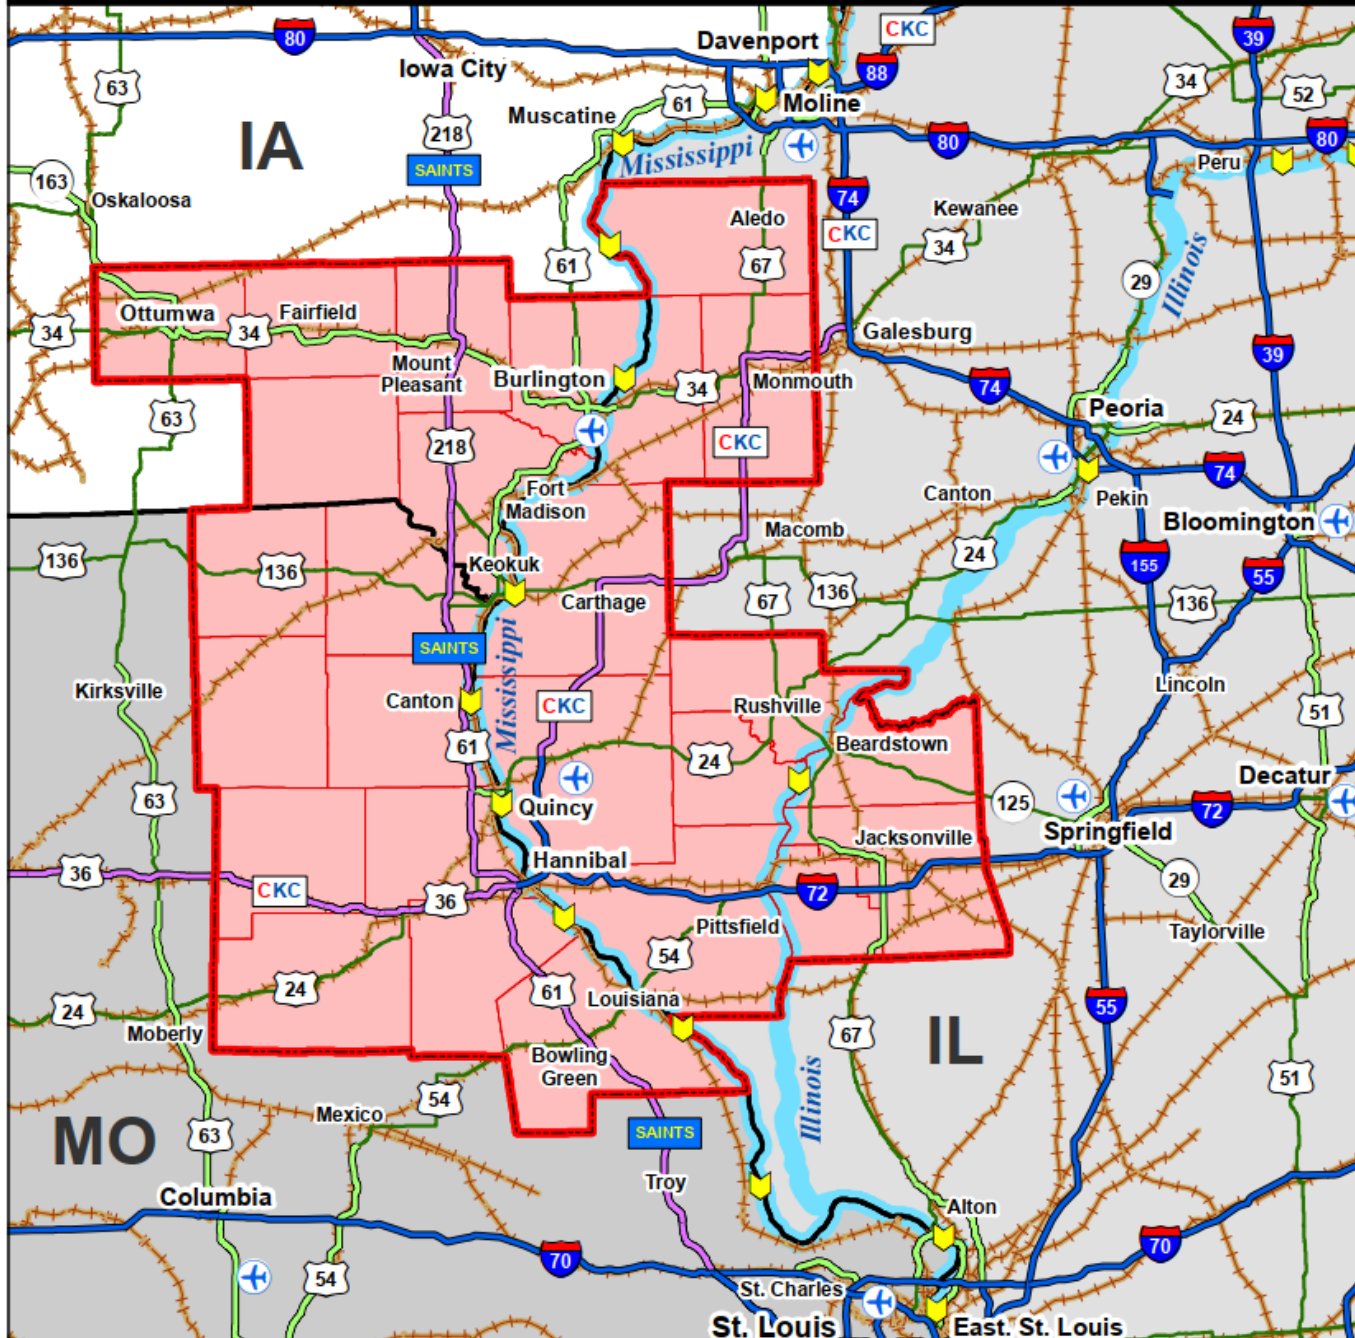 CKC
39
Davenport
80
Iowa City
88
63
34
52
61
Moline
Muscatine
218
IA
80
80
Mississippi
SAINTS
Peru
163
Oskaloosa
74
Kewanee
Aledo
CKC
34
61
67
Illinois
29
Ottumwa
Fairfield
34
34
Galesburg
39
Mount
Pleasant
Burlington
34
Monmouth
74
63
Peoria
24
218
CKC
74
Fort
Madison
Canton
Pekin
Bloomington
Macomb
136
136
Keokuk
24
155
55
Carthage
67
136
136
SAINTS
Mississippi
Kirksville
Canton
CKC
Rushville
Lincoln
51
61
24
Beardstown
63
Quincy
Decatur
125
72
Springfield
Jacksonville
Hannibal
36
CKC
36
72
29
Pittsfield
Taylorville
54
24
61
Louisiana
24
55
Moberly
67
IL
Bowling
Green
51
54
Mexico
Illinois
MO
63
SAINTS
Troy
Columbia
Alton
70
70
54
St. Charles
St. Louis
East. St. Louis